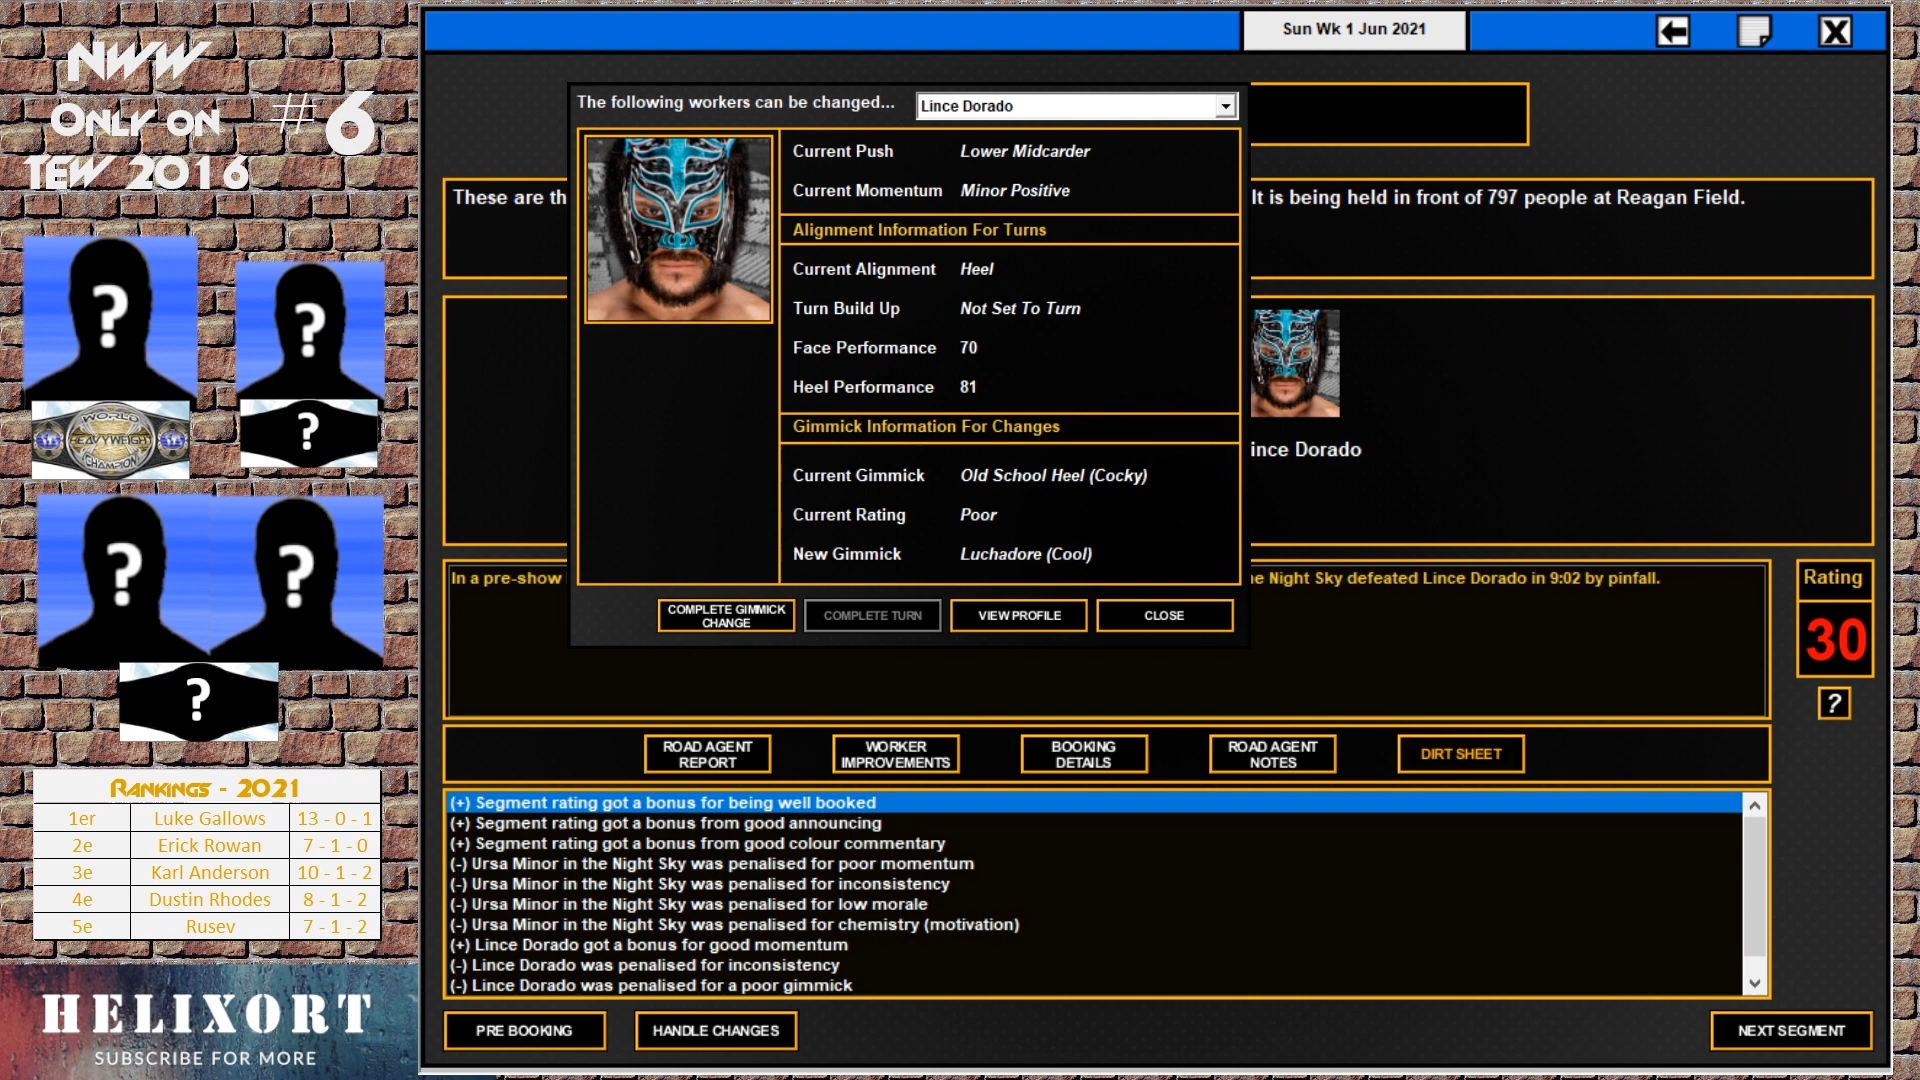 NWW
Only on
TEW 2016
#6
?
?
WORLD
HEAVYWEIGHT
CHAMPION
?
?
?
?
Rankings - 2021
1er Luke Gallows 13 - 0 - 1
2e Erick Rowan 7 - 1 - 0
3e Karl Anderson 10 - 1 - 2
4e Dustin Rhodes 8 - 1 - 2
5e Rusev 7 - 1 - 2
HELIXORT
SUBSCRIBE FOR MORE
Sun Wk 1 Jun 2021
X
The following workers can be changed... Lince Dorado
Current Push Lower Midcarder
Current Momentum Minor Positive
Alignment Information For Turns
Current Alignment Heel
Turn Build Up Not Set To Turn
Face Performance 70
Heel Performance 81
Gimmick Information For Changes
Current Gimmick Old School Heel (Cocky)
Current Rating Poor
New Gimmick Luchadore (Cool)
COMPLETE GIMMICK CHANGE
COMPLETE TURN
VIEW PROFILE
CLOSE
These are th
It is being held in front of 797 people at Reagan Field.
ince Dorado
In a pre-show
e Night Sky defeated Lince Dorado in 9:02 by pinfall.
Rating
30
?
ROAD AGENT REPORT
WORKER IMPROVEMENTS
BOOKING DETAILS
ROAD AGENT NOTES
DIRT SHEET
(+) Segment rating got a bonus for being well booked
(+) Segment rating got a bonus from good announcing
(+) Segment rating got a bonus from good colour commentary
(-) Ursa Minor in the Night Sky was penalised for poor momentum
(-) Ursa Minor in the Night Sky was penalised for inconsistency
(-) Ursa Minor in the Night Sky was penalised for low morale
(-) Ursa Minor in the Night Sky was penalised for chemistry (motivation)
(+) Lince Dorado got a bonus for good momentum
(-) Lince Dorado was penalised for inconsistency
(-) Lince Dorado was penalised for a poor gimmick
PRE BOOKING
HANDLE CHANGES
NEXT SEGMENT